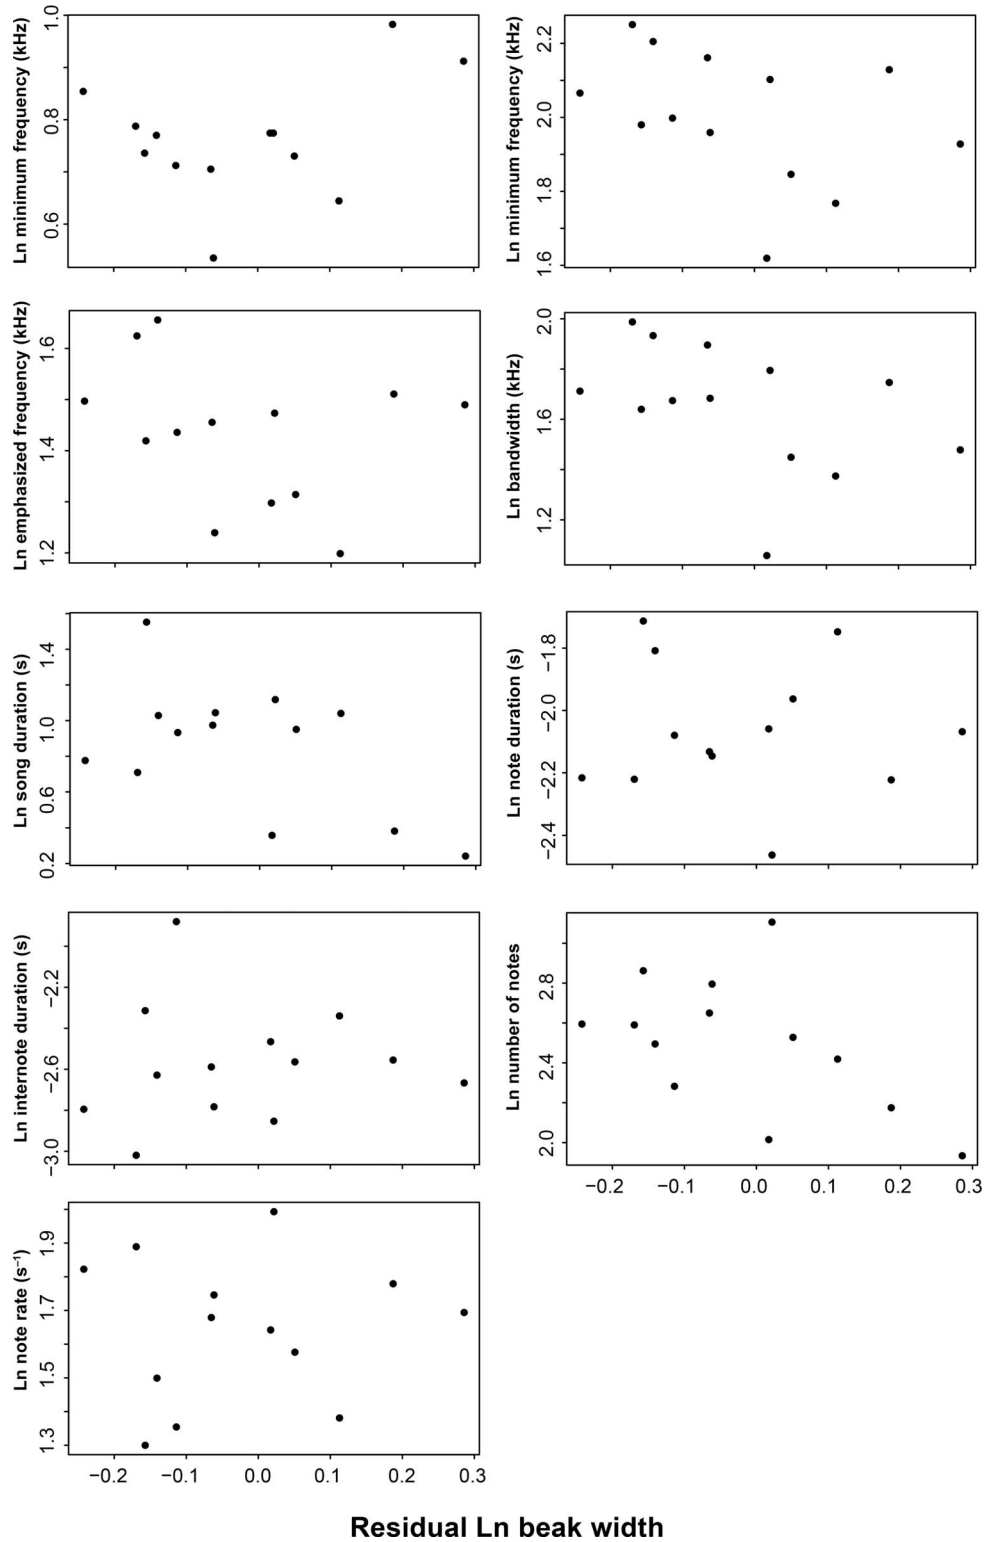 Ln minimum frequency (kHz)
1.0
0.8
0.6
Ln minimum frequency (kHz)
2.2
2.0
1.8
1.6
Ln emphasized frequency (kHz)
1.6
1.4
1.2
Ln bandwidth (kHz)
2.0
1.6
1.2
Ln song duration (s)
1.4
1.0
0.6
0.2
Ln note duration (s)
−1.8
−2.0
−2.2
−2.4
Ln internote duration (s)
−2.2
−2.6
−3.0
Ln number of notes
2.8
2.4
2.0
−0.2 −0.1 0.0 0.1 0.2 0.3
Ln note rate (s⁻¹)
1.9
1.7
1.5
1.3
−0.2 −0.1 0.0 0.1 0.2 0.3
Residual Ln beak width